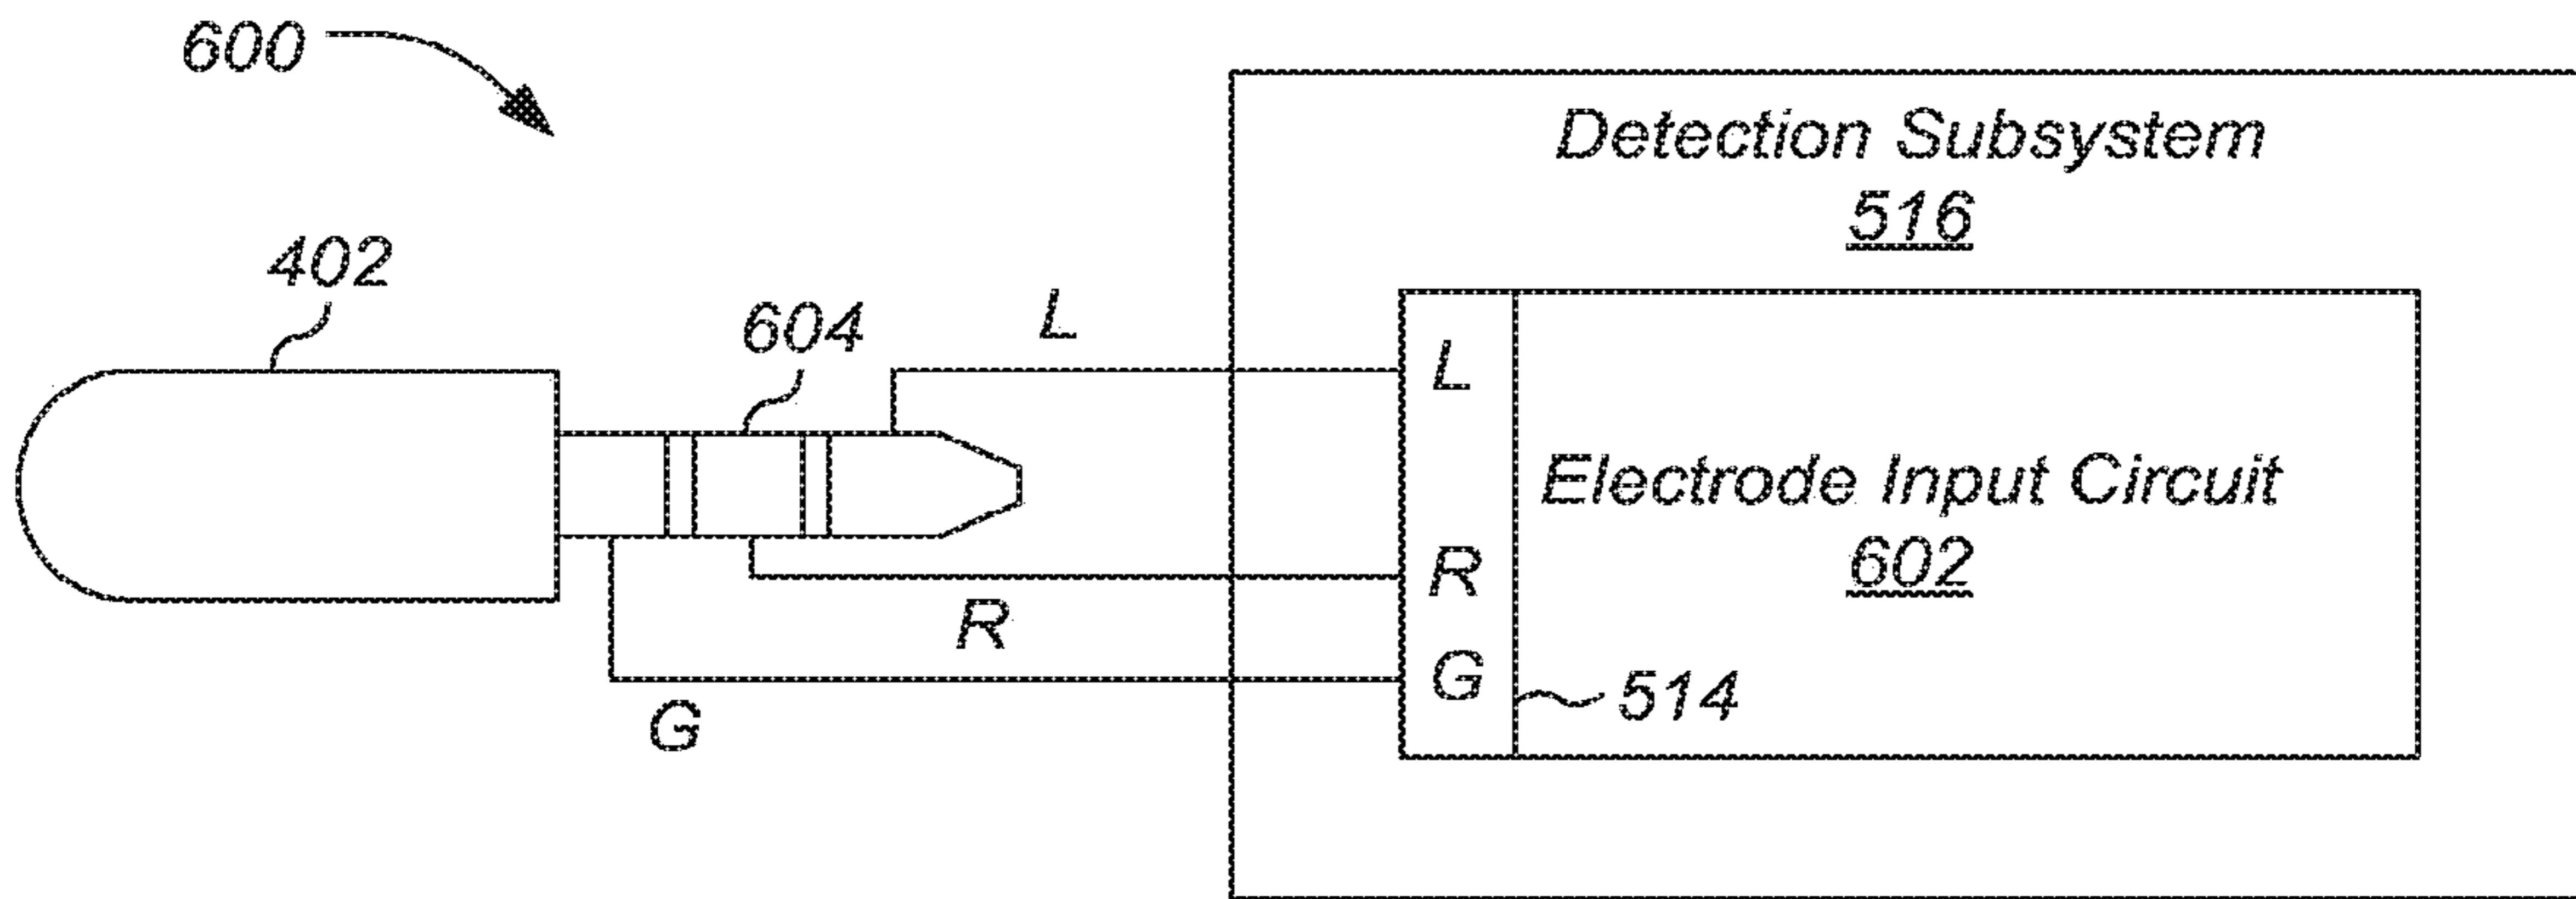 600
Detection Subsystem
516
402
604
L
L
Electrode Input Circuit
602
R
R
G
514
G